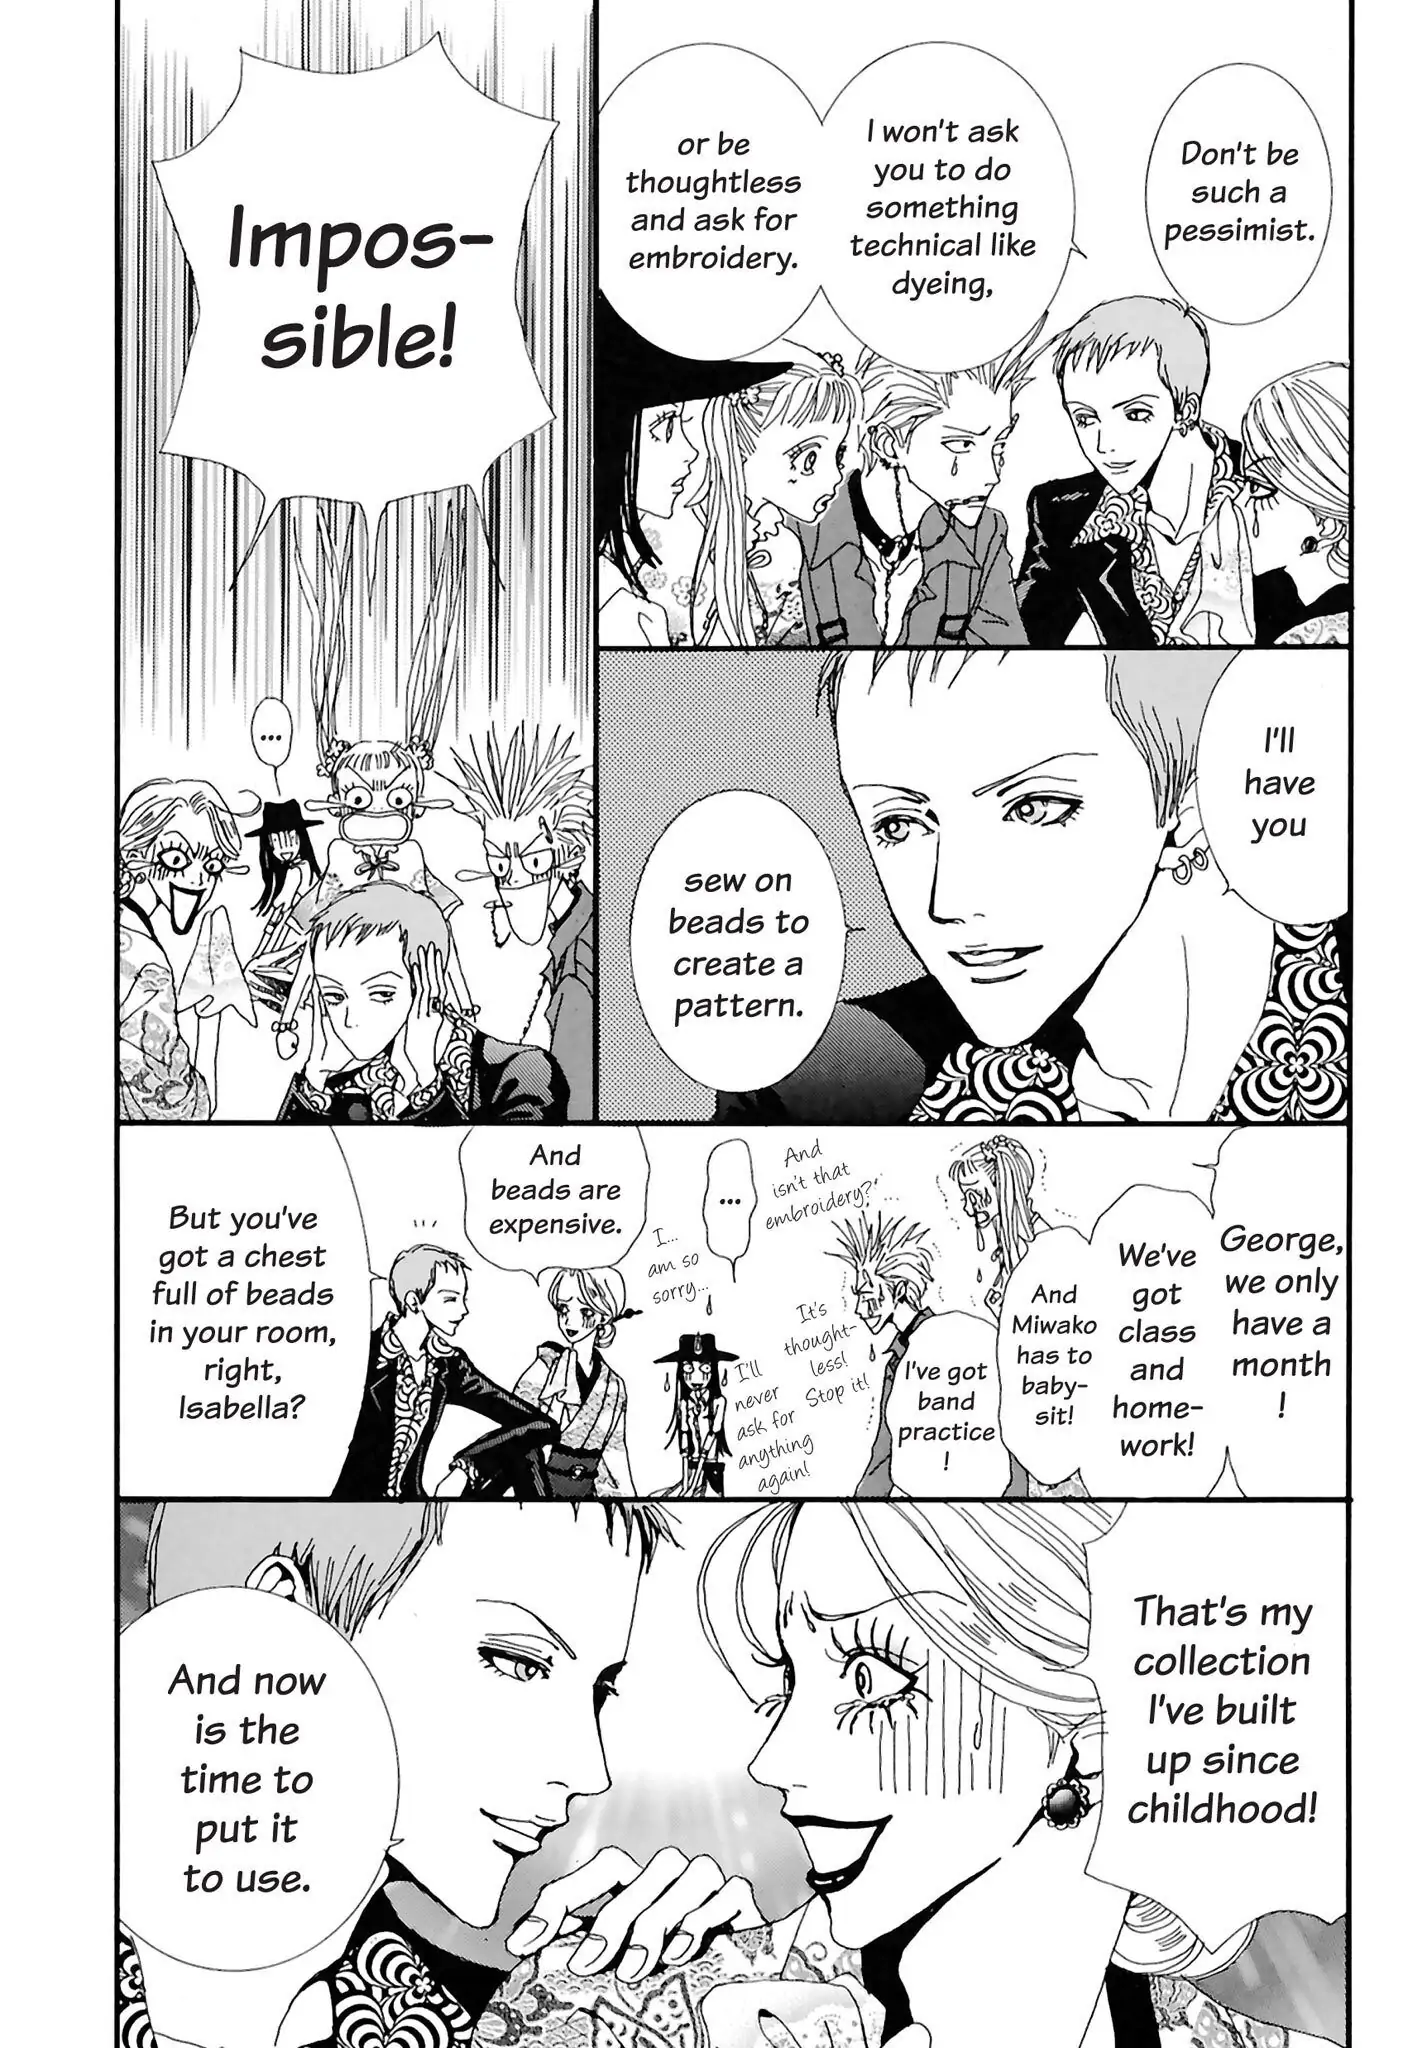 Don't be
such a
pessimist.
I won't ask
you to do
something
technical like
dyeing,
or be
thoughtless
and ask for
embroidery.
I'll
have
you
sew on
beads to
create a
pattern.
Impos-
sible!
...
George,
we only
have a
month
!
We've
got
class
and
home-
work!
And
Miwako
has to
baby-
sit!
I've got
band
practice
!
And
isn't that
embroidery?...
It's
thought-
less!
Stop it!
...
I...
am so
sorry...
I'll
never
ask for
anything
again!
And
beads are
expensive.
But you've
got a chest
full of beads
in your room,
right,
Isabella?
That's my
collection
I've built
up since
childhood!
And now
is the
time to
put it
to use.